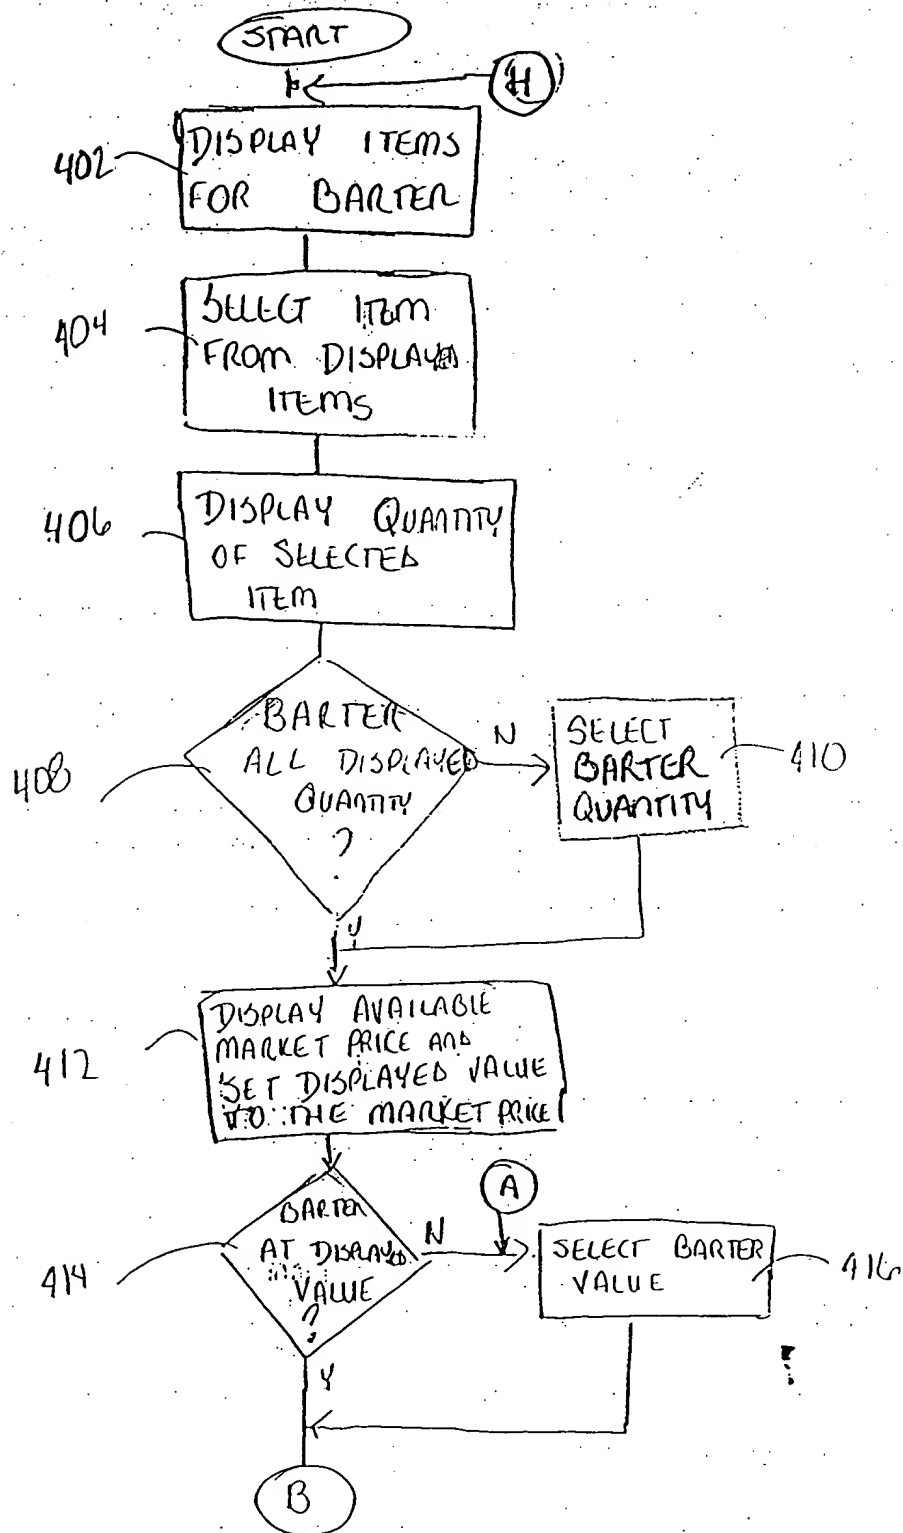 START
H
402
DISPLAY ITEMS
FOR BARTER
404
SELECT ITEM
FROM DISPLAYED
ITEMS
406
DISPLAY QUANTITY
OF SELECTED
ITEM
408
BARTER
ALL DISPLAYED
QUANTITY
?
N
SELECT
BARTER
QUANTITY
410
Y
412
DISPLAY AVAILABLE
MARKET PRICE AND
SET DISPLAYED VALUE
TO THE MARKET PRICE
A
414
BARTER
AT DISPLAYED
VALUE
?
N
SELECT BARTER
VALUE
416
Y
B